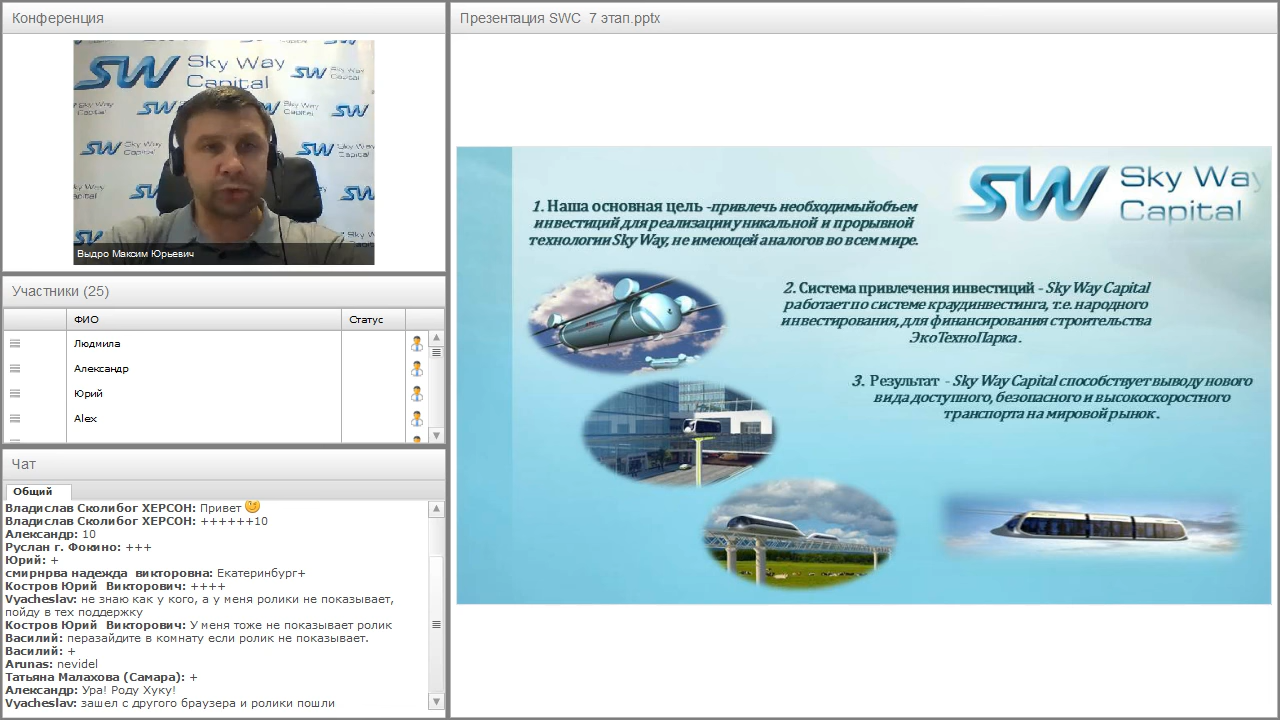 Конференция
Sky Way
Capital
SW
Sky Way
Capital
Выдро Максим Юрьевич
Участники (25)
ФИО
Статус
Людмила
Александр
Юрий
Alex
Чат
Общий
Владислав Сколибог ХЕРСОН: Привет
Владислав Сколибог ХЕРСОН: ++++++10
Александр: 10
Руслан г. Фокино: +++
Юрий: +
смирнрва надежда викторовна: Екатеринбург+
Костров Юрий Викторович: ++++
Vyacheslav: не знаю как у кого, а у меня ролики не показывает,
пойду в тех поддержку
Костров Юрий Викторович: У меня тоже не показывает ролик
Василий: перазайдите в комнату если ролик не показывает.
Василий: +
Arunas: nevidel
Татьяна Малахова (Самара): +
Александр: Ура! Роду Хуку!
Vyacheslav: зашел с другого браузера и ролики пошли
Презентация SWC 7 этап.pptx
SW Sky Way
Capital
1. Наша основная цель -привлечь необходимыйобъем
инвестиций для реализации уникальной и прорывной
технологии Sky Way, не имеющей аналогов во всем мире.
2. Система привлечения инвестиций - Sky Way Capital
работает по системе краудинвестинга, т.е. народного
инвестирования, для финансирования строительства
ЭкоТехноПарка .
3. Результат - Sky Way Capital способствует выводу нового
вида доступного, безопасного и высокоскоростного
транспорта на мировой рынок .